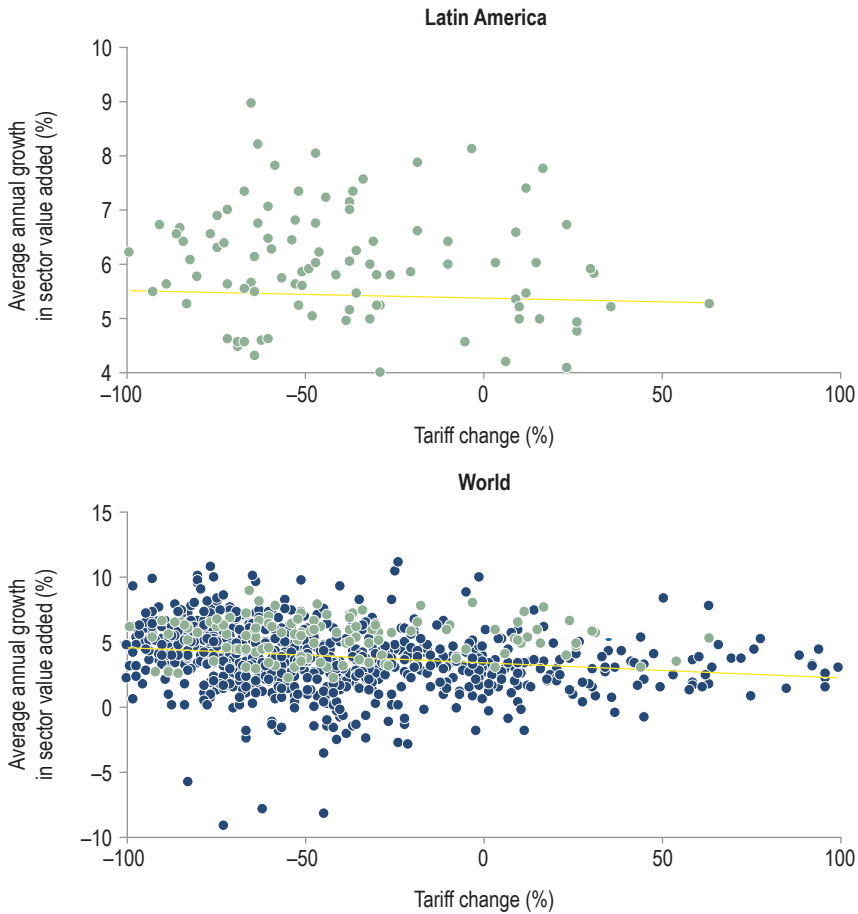 Latin America
Average annual growth
in sector value added (%)
10
9
8
7
6
5
4
–100
–50
0
50
100
Tariff change (%)
World
Average annual growth
in sector value added (%)
15
10
5
0
–5
–10
–100
–50
0
50
100
Tariff change (%)